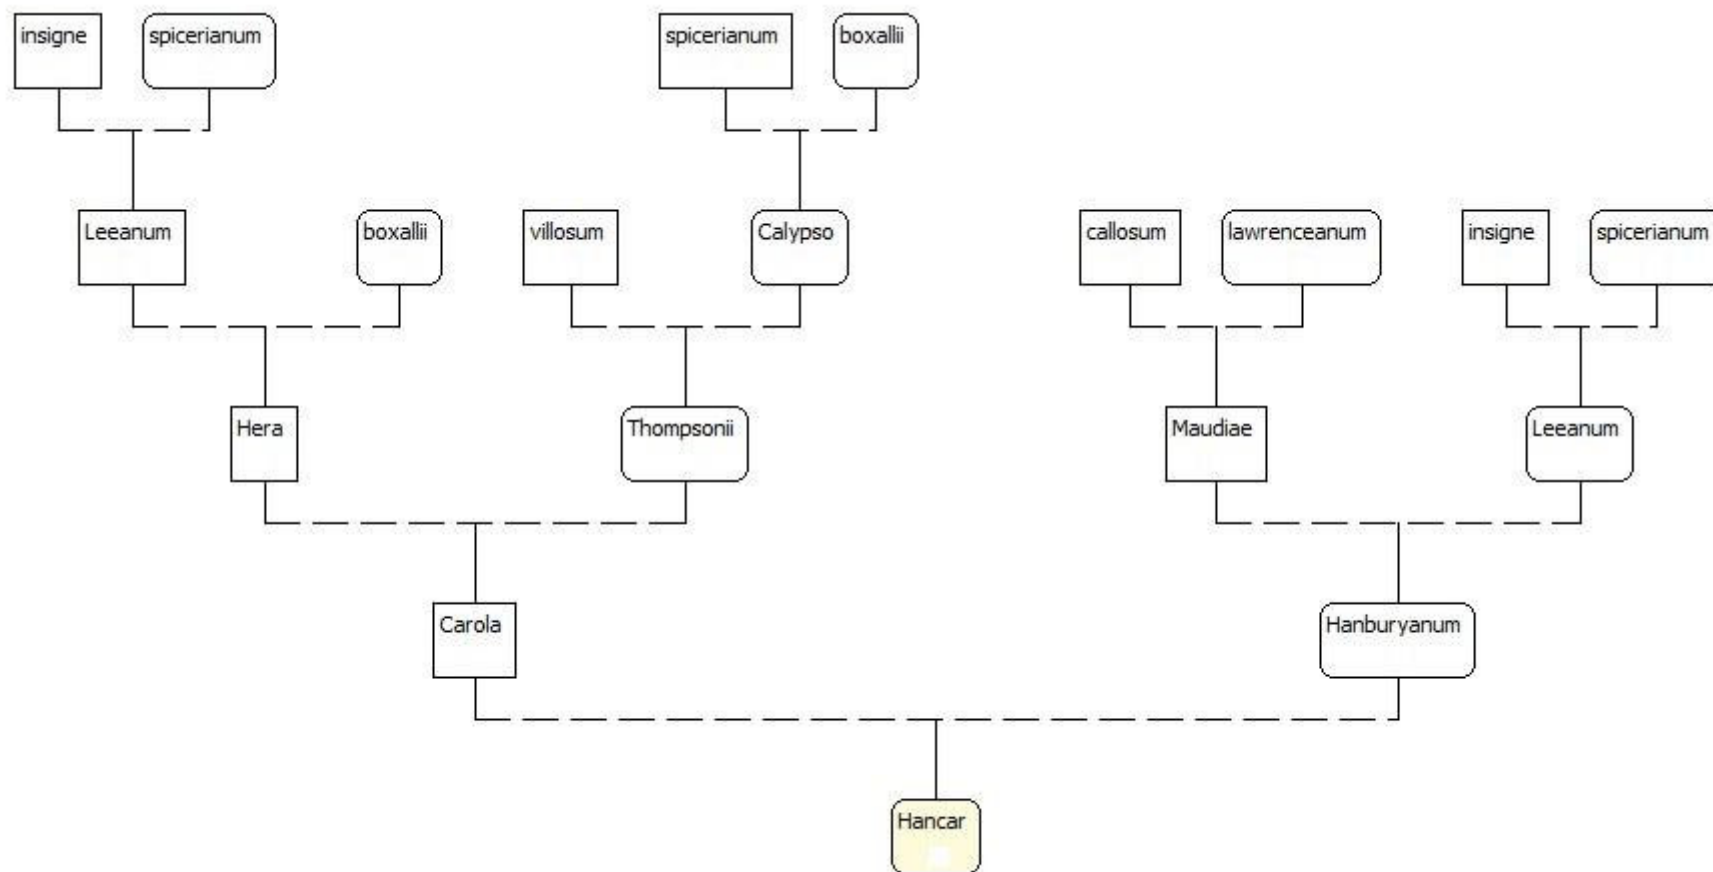 insigne
spicerianum
spicerianum
boxallii
Leeanum
boxallii
villosum
Calypso
callosum
lawrenceanum
insigne
spicerianum
Hera
Thompsonii
Maudiae
Leeanum
Carola
Hanburyanum
Hancar